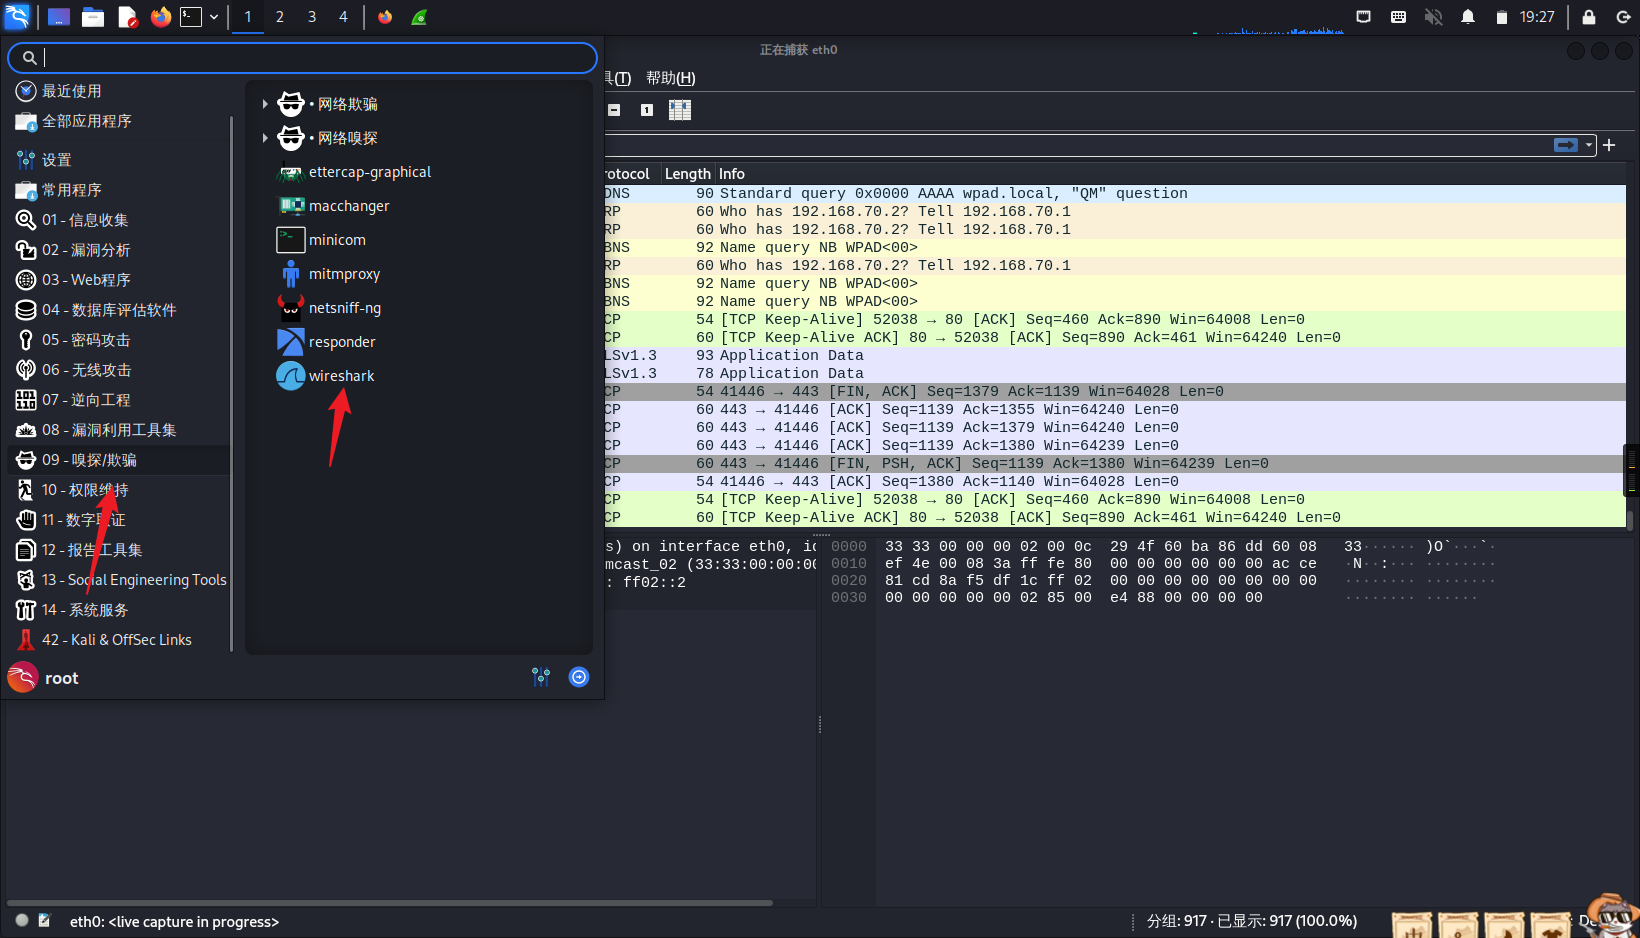 1 2 3 4
19:27
正在捕获 eth0
最近使用
全部应用程序
设置
常用程序
01 - 信息收集
02 - 漏洞分析
03 - Web程序
04 - 数据库评估软件
05 - 密码攻击
06 - 无线攻击
07 - 逆向工程
08 - 漏洞利用工具集
09 - 嗅探/欺骗
10 - 权限维持
11 - 数字取证
12 - 报告工具集
13 - Social Engineering Tools
14 - 系统服务
42 - Kali & OffSec Links
root
• 网络欺骗
• 网络嗅探
ettercap-graphical
macchanger
minicom
mitmproxy
netsniff-ng
responder
wireshark
具(T) 帮助(H)
rotocol Length Info
DNS 90 Standard query 0x0000 AAAA wpad.local, "QM" question
RP 60 Who has 192.168.70.2? Tell 192.168.70.1
RP 60 Who has 192.168.70.2? Tell 192.168.70.1
BNS 92 Name query NB WPAD<00>
RP 60 Who has 192.168.70.2? Tell 192.168.70.1
BNS 92 Name query NB WPAD<00>
BNS 92 Name query NB WPAD<00>
CP 54 [TCP Keep-Alive] 52038 → 80 [ACK] Seq=460 Ack=890 Win=64008 Len=0
CP 60 [TCP Keep-Alive ACK] 80 → 52038 [ACK] Seq=890 Ack=461 Win=64240 Len=0
LSv1.3 93 Application Data
LSv1.3 78 Application Data
CP 54 41446 → 443 [FIN, ACK] Seq=1379 Ack=1139 Win=64028 Len=0
CP 60 443 → 41446 [ACK] Seq=1139 Ack=1355 Win=64240 Len=0
CP 60 443 → 41446 [ACK] Seq=1139 Ack=1379 Win=64240 Len=0
CP 60 443 → 41446 [ACK] Seq=1139 Ack=1380 Win=64239 Len=0
CP 60 443 → 41446 [FIN, PSH, ACK] Seq=1139 Ack=1380 Win=64239 Len=0
CP 54 41446 → 443 [ACK] Seq=1380 Ack=1140 Win=64028 Len=0
CP 54 [TCP Keep-Alive] 52038 → 80 [ACK] Seq=460 Ack=890 Win=64008 Len=0
CP 60 [TCP Keep-Alive ACK] 80 → 52038 [ACK] Seq=890 Ack=461 Win=64240 Len=0
s) on interface eth0, id
mcast_02 (33:33:00:00:00
: ff02::2
0000 33 33 00 00 00 02 00 0c 29 4f 60 ba 86 dd 60 08 33······ )O`···`·
0010 ef 4e 00 08 3a ff fe 80 00 00 00 00 00 00 ac ce ·N··:··· ········
0020 81 cd 8a f5 df 1c ff 02 00 00 00 00 00 00 00 00 ········ ········
0030 00 00 00 00 00 02 85 00 e4 88 00 00 00 00 ········ ······
eth0: <live capture in progress>
分组: 917 · 已显示: 917 (100.0%)